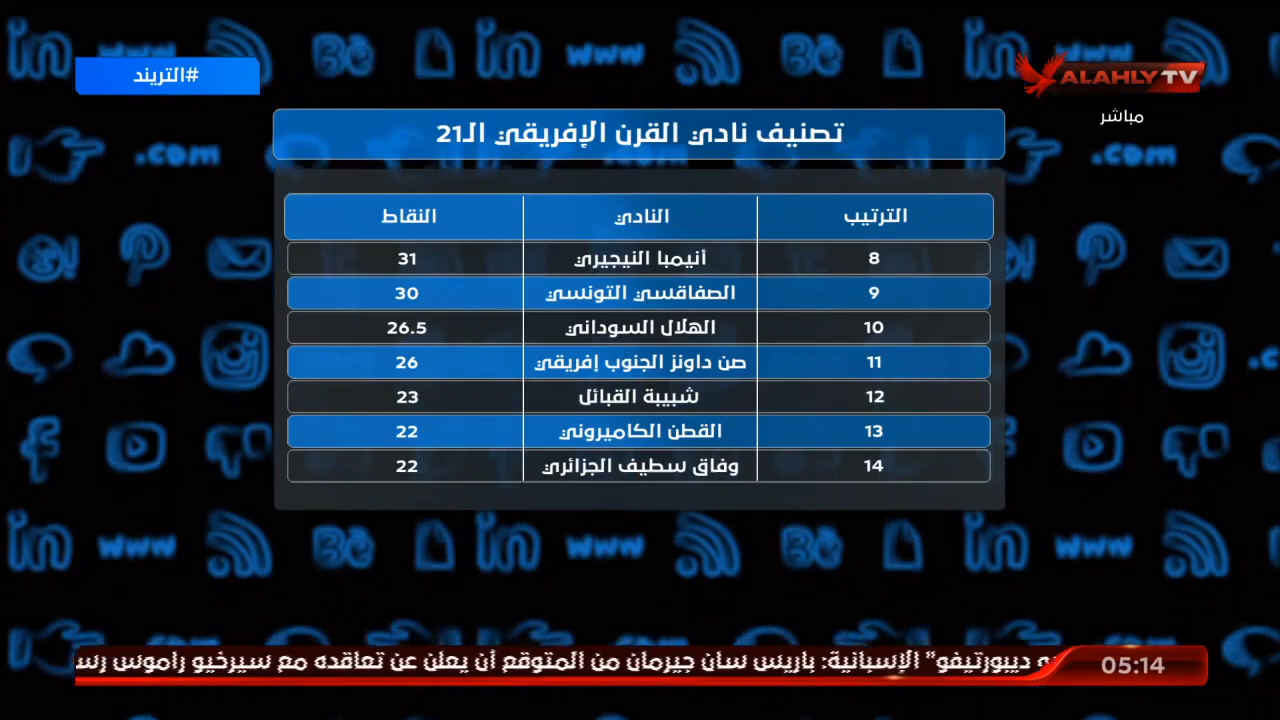 #التريند
ALAHLY TV
مباشر
تصنيف نادي القرن الإفريقي الـ21
الترتيب النادي النقاط
8 أنيمبا النيجيري 31
9 الصفاقسي التونسي 30
10 الهلال السوداني 26.5
11 صن داونز الجنوب إفريقي 26
12 شبيبة القبائل 23
13 القطن الكاميروني 22
14 وفاق سطيف الجزائري 22
ديبورتيفو" الإسبانية: باريس سان جيرمان من المتوقع أن يعلن عن تعاقده مع سيرخيو راموس
05:14